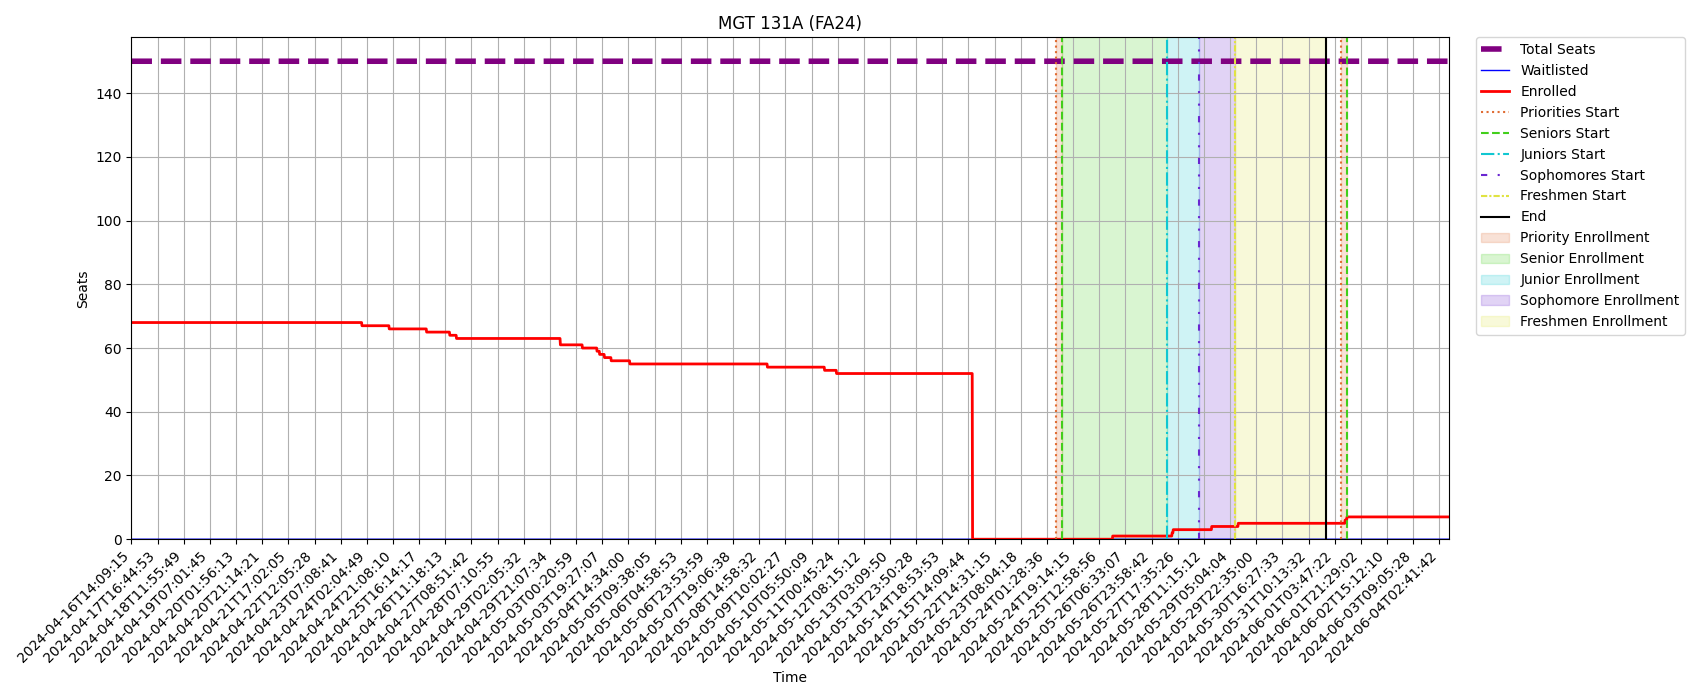 MGT 131A (FA24)
Seats
140
120
100
80
60
40
20
0
2024-04-16T14:09:15
2024-04-17T16:44:53
2024-04-18T11:55:49
2024-04-19T07:01:45
2024-04-20T01:56:13
2024-04-20T21:14:21
2024-04-21T17:02:05
2024-04-22T12:05:28
2024-04-23T07:08:41
2024-04-24T02:04:49
2024-04-24T21:08:10
2024-04-25T16:14:17
2024-04-26T11:18:13
2024-04-27T08:51:42
2024-04-28T07:10:55
2024-04-29T02:05:32
2024-04-29T21:07:34
2024-05-03T00:20:59
2024-05-03T19:27:07
2024-05-04T14:34:00
2024-05-05T09:38:05
2024-05-06T04:58:53
2024-05-06T23:53:59
2024-05-07T19:06:38
2024-05-08T14:58:32
2024-05-09T10:02:27
2024-05-10T05:50:09
2024-05-11T00:45:24
2024-05-12T08:15:12
2024-05-13T03:09:50
2024-05-13T23:50:28
2024-05-14T18:53:53
2024-05-15T14:09:44
2024-05-22T14:31:15
2024-05-23T08:04:18
2024-05-24T01:28:36
2024-05-24T19:14:15
2024-05-25T12:58:56
2024-05-26T06:33:07
2024-05-26T23:58:42
2024-05-27T17:35:26
2024-05-28T11:15:12
2024-05-29T05:04:04
2024-05-29T22:35:00
2024-05-30T16:27:33
2024-05-31T10:13:32
2024-06-01T03:47:22
2024-06-01T21:29:02
2024-06-02T15:12:10
2024-06-03T09:05:28
2024-06-04T02:41:42
Time
Total Seats
Waitlisted
Enrolled
Priorities Start
Seniors Start
Juniors Start
Sophomores Start
Freshmen Start
End
Priority Enrollment
Senior Enrollment
Junior Enrollment
Sophomore Enrollment
Freshmen Enrollment